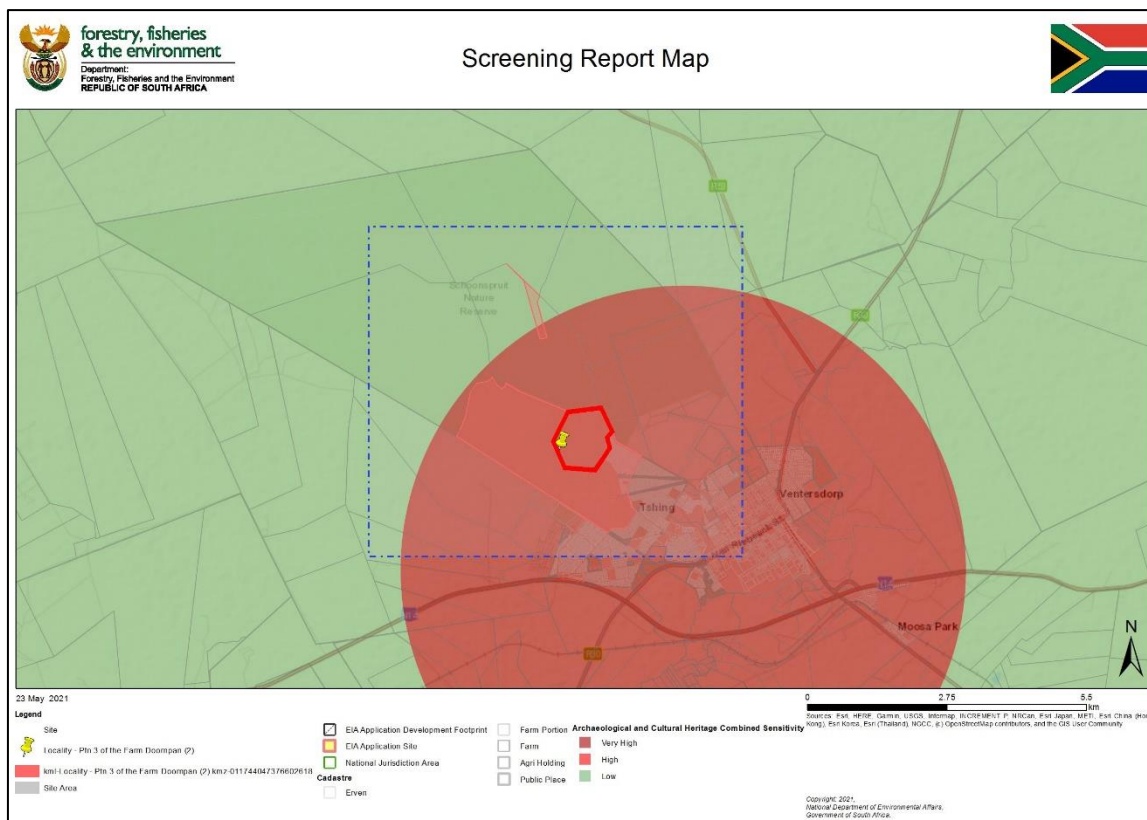 forestry, fisheries
& the environment
Department:
Forestry, Fisheries and the Environment
REPUBLIC OF SOUTH AFRICA
Screening Report Map
Schoonspruit
Nature
Reserve
Ventersdorp
Tshing
Moosa Park
N
23 May 2021
0 2.75 5.5
km
Sources: Esri, HERE, Garmin, USGS, Intermap, INCREMENT P, NRCan, Esri Japan, METI, Esri China (Hong
Kong), Esri Korea, Esri (Thailand), NGCC, (c) OpenStreetMap contributors, and the GIS User Community
Legend
Site
Locality - Ptn 3 of the Farm Doornpan (2)
kml-Locality - Ptn 3 of the Farm Doornpan (2) kmz-011744047376602618
Site Area
EIA Application Development Footprint
EIA Application Site
National Jurisdiction Area
Cadastre
Erven
Farm Portion
Farm
Agri Holding
Public Place
Archaeological and Cultural Heritage Combined Sensitivity
Very High
High
Low
Copyright: 2021,
National Department of Environmental Affairs,
Government of South Africa.